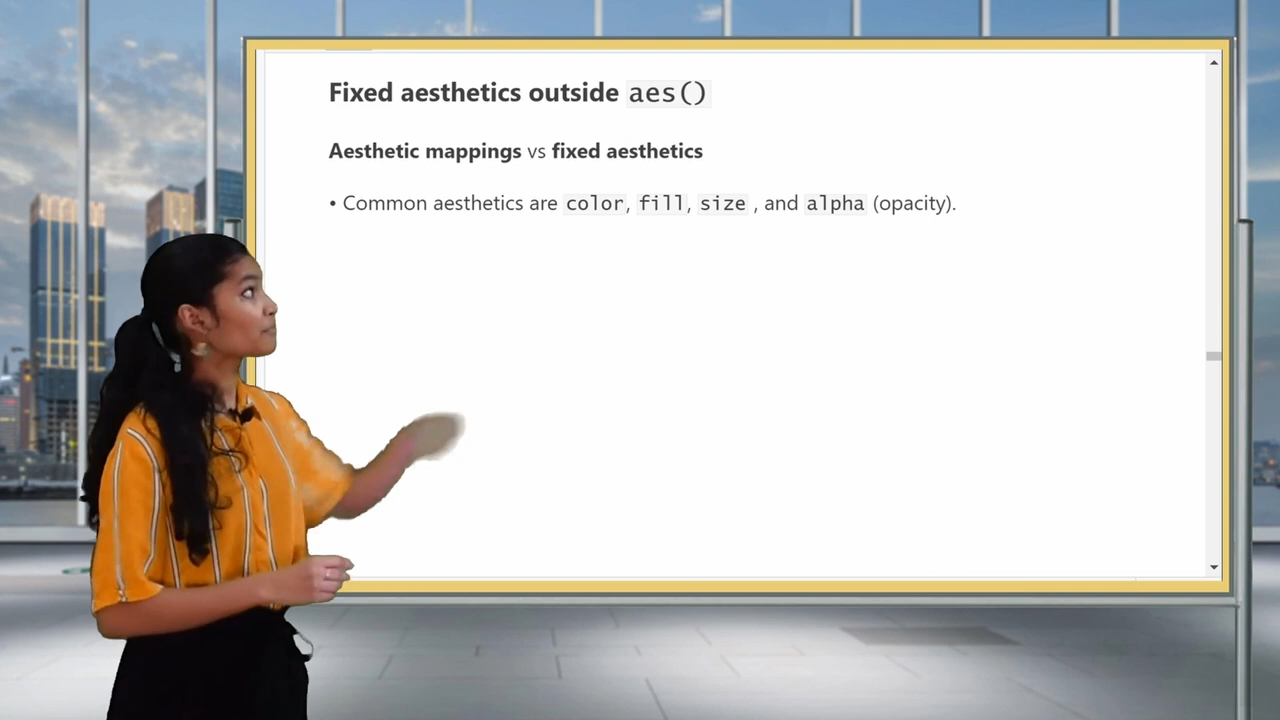 Fixed aesthetics outside aes()
Aesthetic mappings vs fixed aesthetics
• Common aesthetics are color, fill, size , and alpha (opacity).